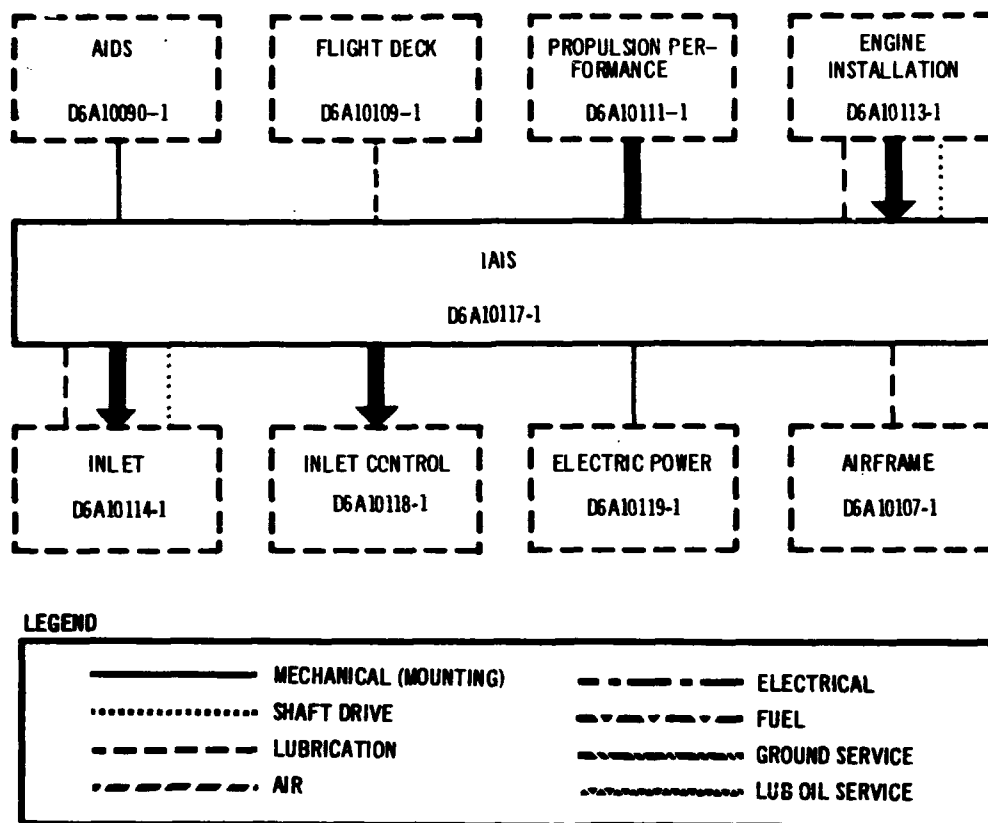 AIDS
D6A10090-1
FLIGHT DECK
D6A10109-1
PROPULSION PER-
FORMANCE
D6A10111-1
ENGINE
INSTALLATION
D6A10113-1
IAIS
D6A10117-1
INLET
D6A10114-1
INLET CONTROL
D6A10118-1
ELECTRIC POWER
D6A10119-1
AIRFRAME
D6A10107-1
LEGEND
MECHANICAL (MOUNTING)
SHAFT DRIVE
LUBRICATION
AIR
ELECTRICAL
FUEL
GROUND SERVICE
LUB OIL SERVICE